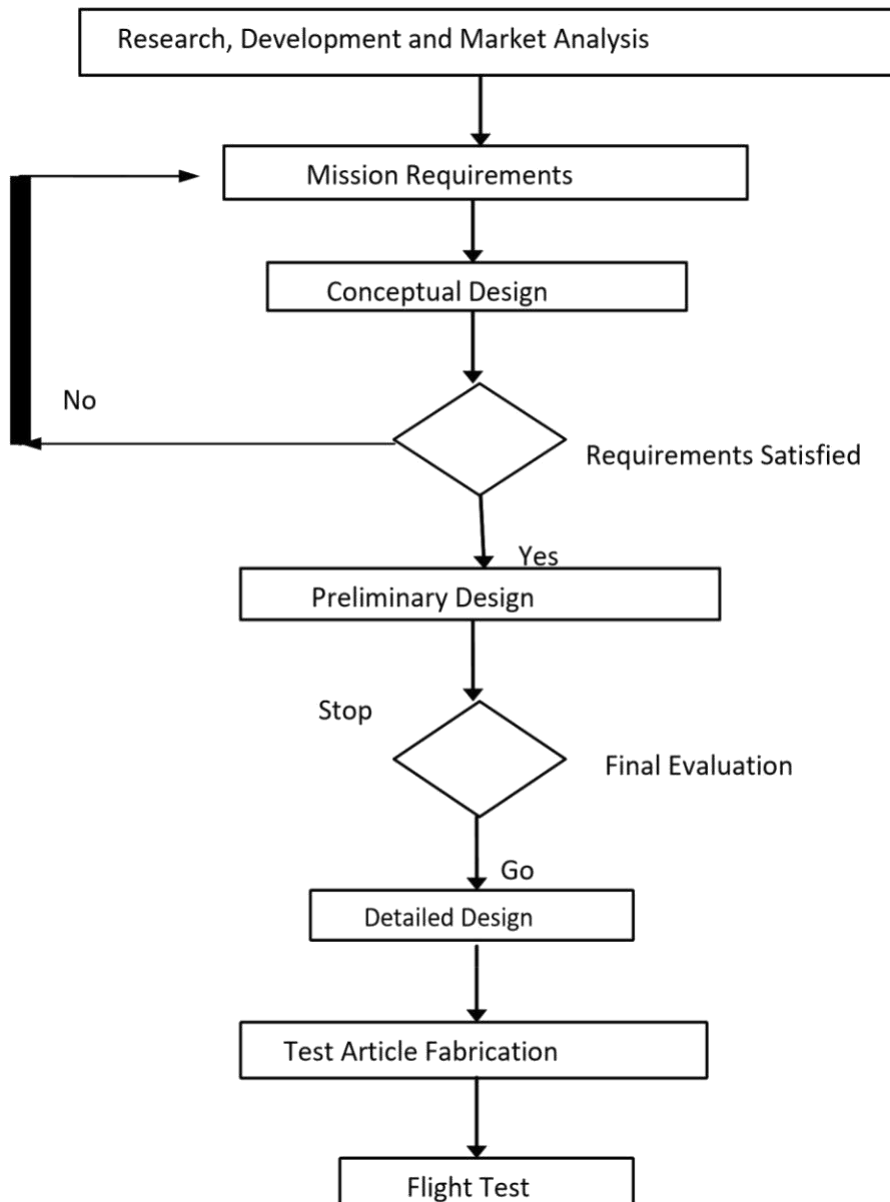 Research, Development and Market Analysis
Mission Requirements
Conceptual Design
No
Requirements Satisfied
Yes
Preliminary Design
Stop
Final Evaluation
Go
Detailed Design
Test Article Fabrication
Flight Test